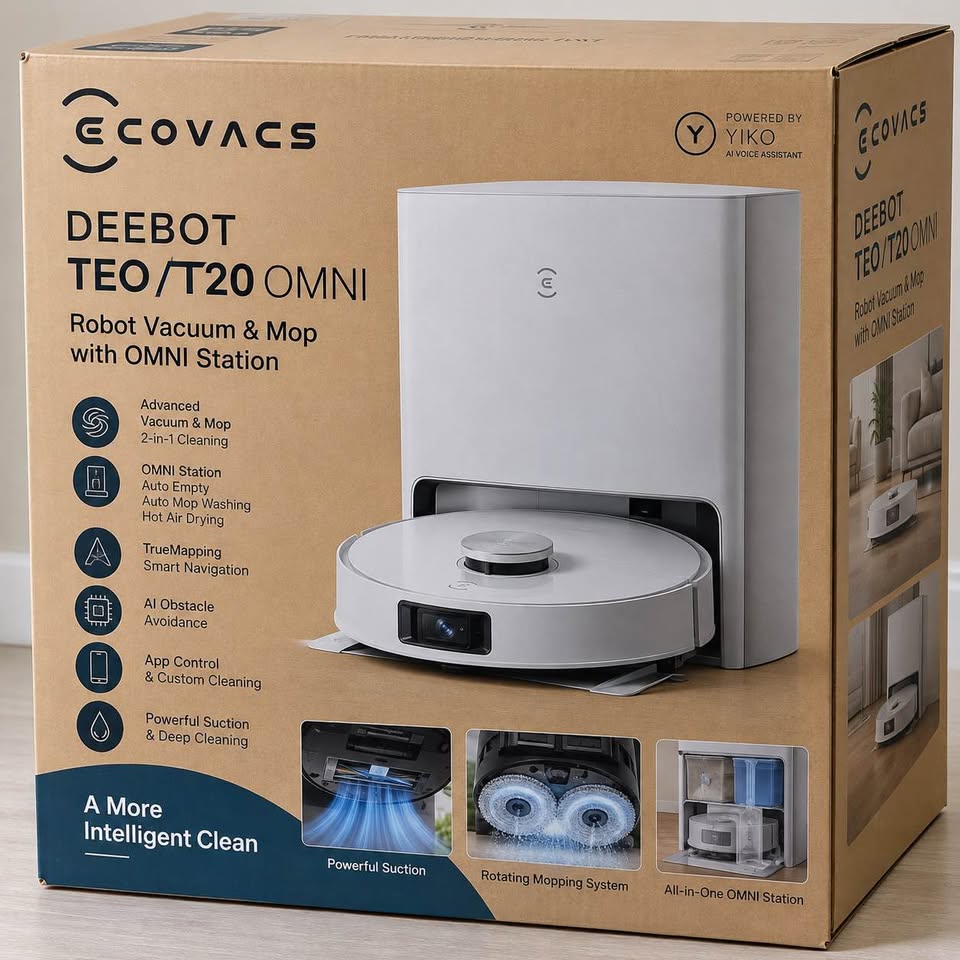 ECOVACS
POWERED BY
YIKO
AI VOICE ASSISTANT
DEEBOT
TEO/T20 OMNI
Robot Vacuum & Mop
with OMNI Station
Advanced
Vacuum & Mop
2-in-1 Cleaning
OMNI Station
Auto Empty
Auto Mop Washing
Hot Air Drying
TrueMapping
Smart Navigation
AI Obstacle
Avoidance
App Control
& Custom Cleaning
Powerful Suction
& Deep Cleaning
A More
Intelligent Clean
Powerful Suction
Rotating Mopping System
All-in-One OMNI Station
ECOVACS
DEEBOT
TEO/T20 OMNI
Robot Vacuum & Mop
with OMNI Station